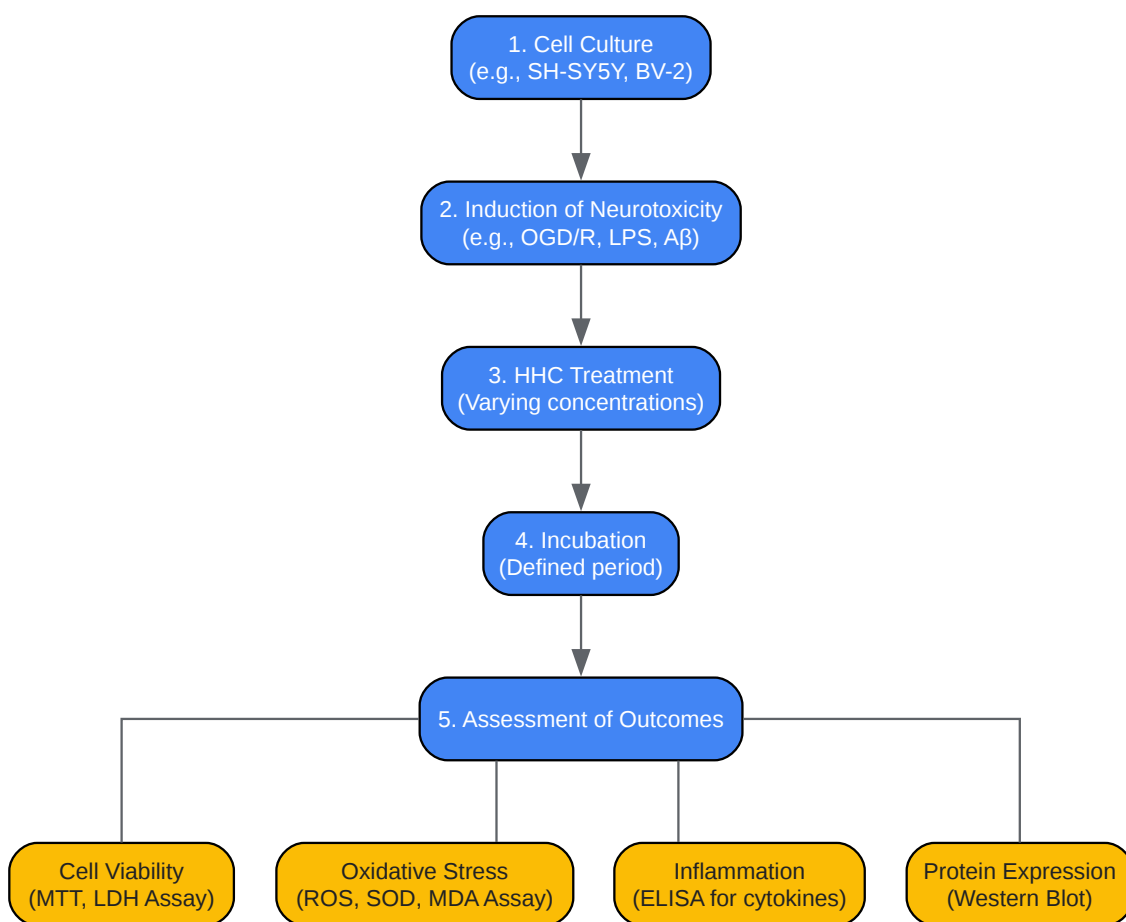 1. Cell Culture
(e.g., SH-SY5Y, BV-2)
2. Induction of Neurotoxicity
(e.g., OGD/R, LPS, Aβ)
3. HHC Treatment
(Varying concentrations)
4. Incubation
(Defined period)
5. Assessment of Outcomes
Cell Viability
(MTT, LDH Assay)
Oxidative Stress
(ROS, SOD, MDA Assay)
Inflammation
(ELISA for cytokines)
Protein Expression
(Western Blot)